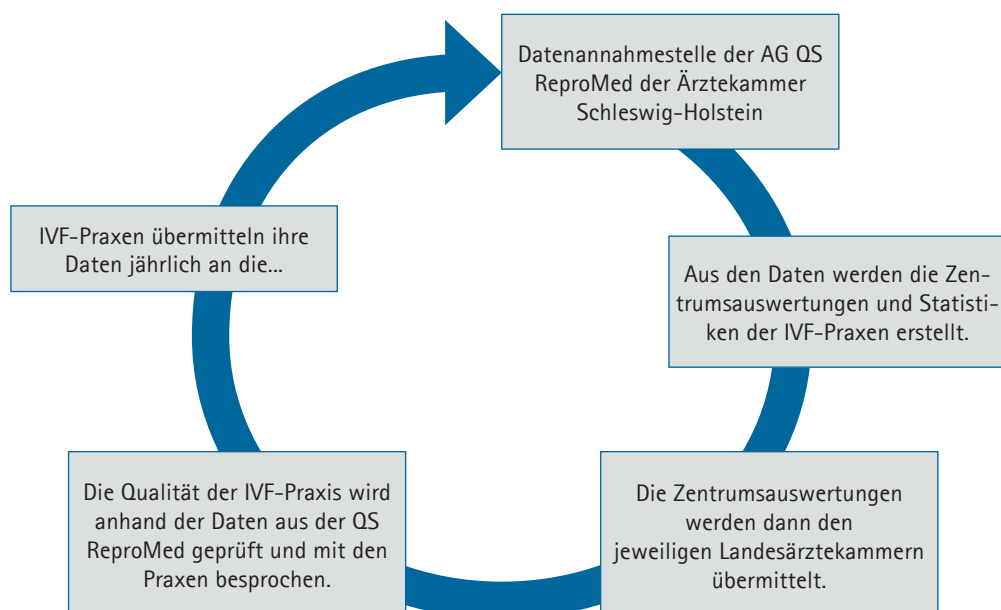 Datenannahmestelle der AG QS
ReproMed der Ärztekammer
Schleswig-Holstein
IVF-Praxen übermitteln ihre
Daten jährlich an die...
Aus den Daten werden die Zen-
trumsauswertungen und Statisti-
ken der IVF-Praxen erstellt.
Die Qualität der IVF-Praxis wird
anhand der Daten aus der QS
ReproMed geprüft und mit den
Praxen besprochen.
Die Zentrumsauswertungen
werden dann den
jeweiligen Landesärztekammern
übermittelt.